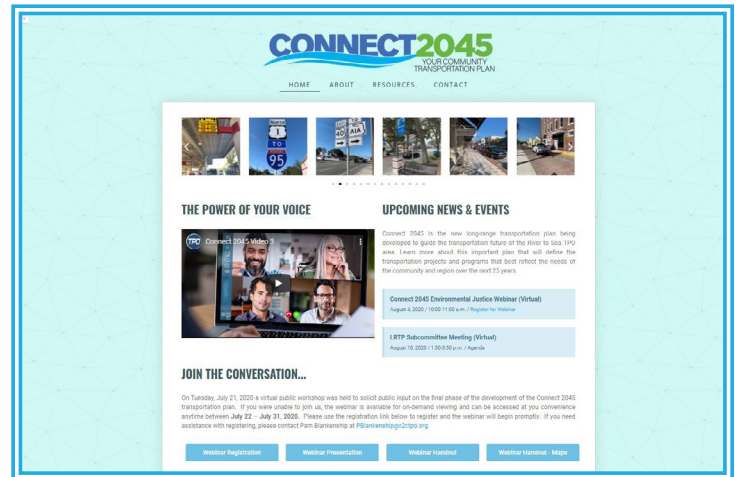 CONNECT2045
YOUR COMMUNITY
TRANSPORTATION PLAN
HOME ABOUT RESOURCES CONTACT
North
1
TO
95
40 A1A
THE POWER OF YOUR VOICE
TPO Connect 2045 Video 3
UPCOMING NEWS & EVENTS
Connect 2045 is the new long-range transportation plan being
developed to guide the transportation future of the River to Sea TPO
area. Learn more about this important plan that will define the
transportation projects and programs that best reflect the needs of
the community and region over the next 25 years.
Connect 2045 Environmental Justice Webinar (Virtual)
August 4, 2020 / 10:00-11:00 a.m. / Register for Webinar
LRTP Subcommittee Meeting (Virtual)
August 10, 2020 / 1:30-3:30 p.m. / Agenda
JOIN THE CONVERSATION...
On Tuesday, July 21, 2020 a virtual public workshop was held to solicit public input on the final phase of the development of the Connect 2045
transportation plan. If you were unable to join us, the webinar is available for on-demand viewing and can be accessed at you convenience
anytime between July 22 – July 31, 2020. Please use the registration link below to register and the webinar will begin promptly. If you need
assistance with registering, please contact Pam Blankenship at PBlankenship@r2ctpo.org.
Webinar Registration
Webinar Presentation
Webinar Handout
Webinar Handout - Maps